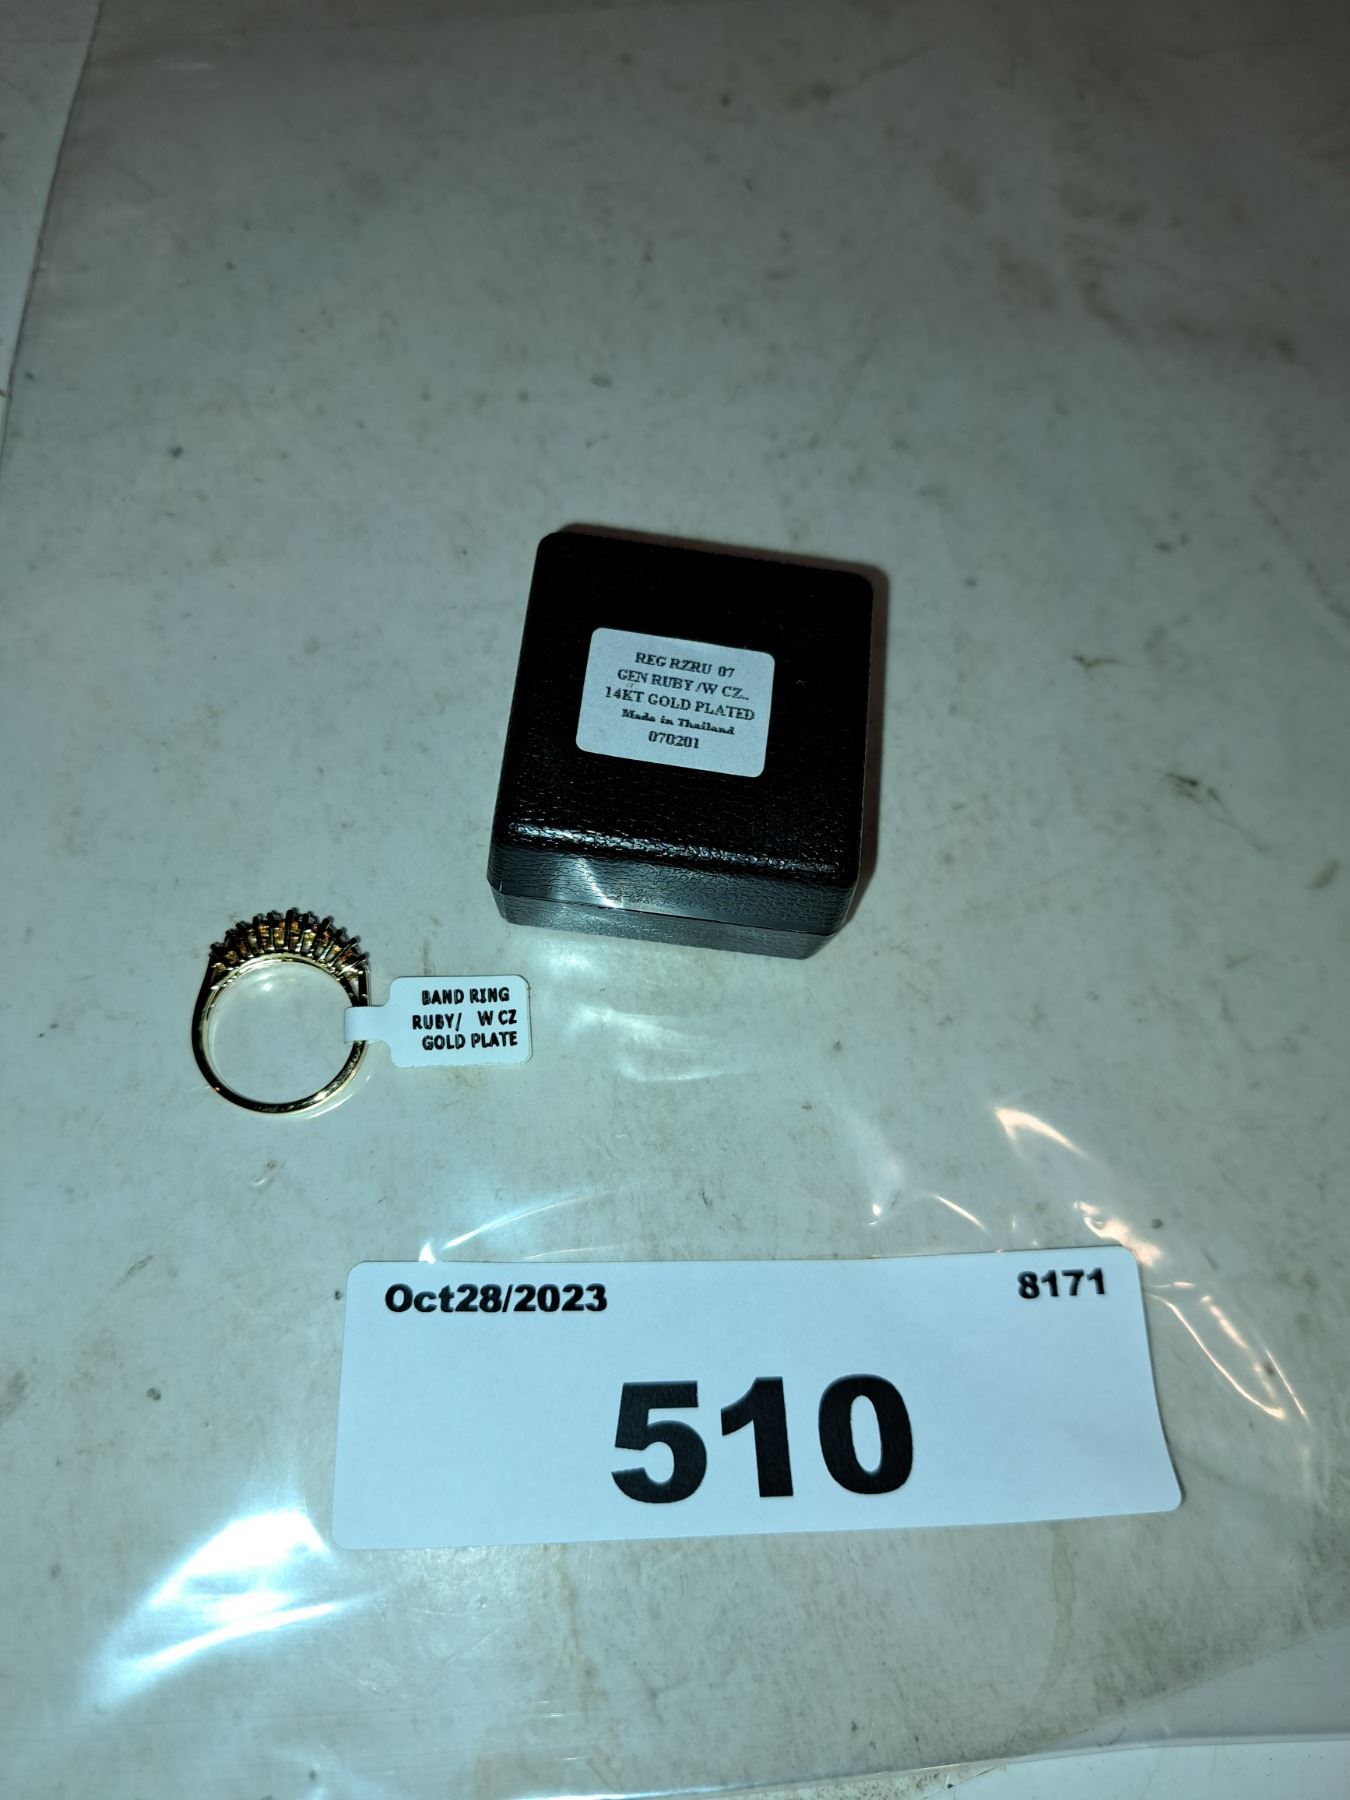 REG RZRU 07
GEN RUBY /W CZ..
14KT GOLD PLATED
Made in Thailand
070201
BAND RING
RUBY/ W CZ
GOLD PLATE
Oct28/2023 8171
510